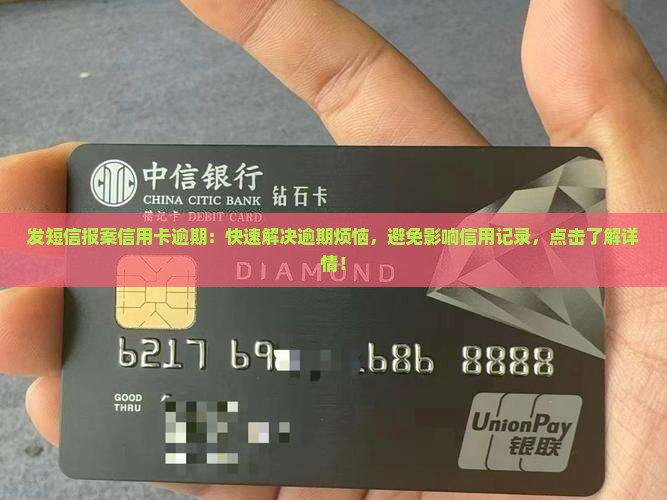 中信银行
CHINA CITIC BANK
钻石卡
借记卡 DEBIT CARD
发短信报案信用卡逾期：快速解决逾期烦恼，避免影响信用记录，点击了解详
情！
DIAMOND
6217 69 686 8888
GOOD
THRU
UnionPay
银联